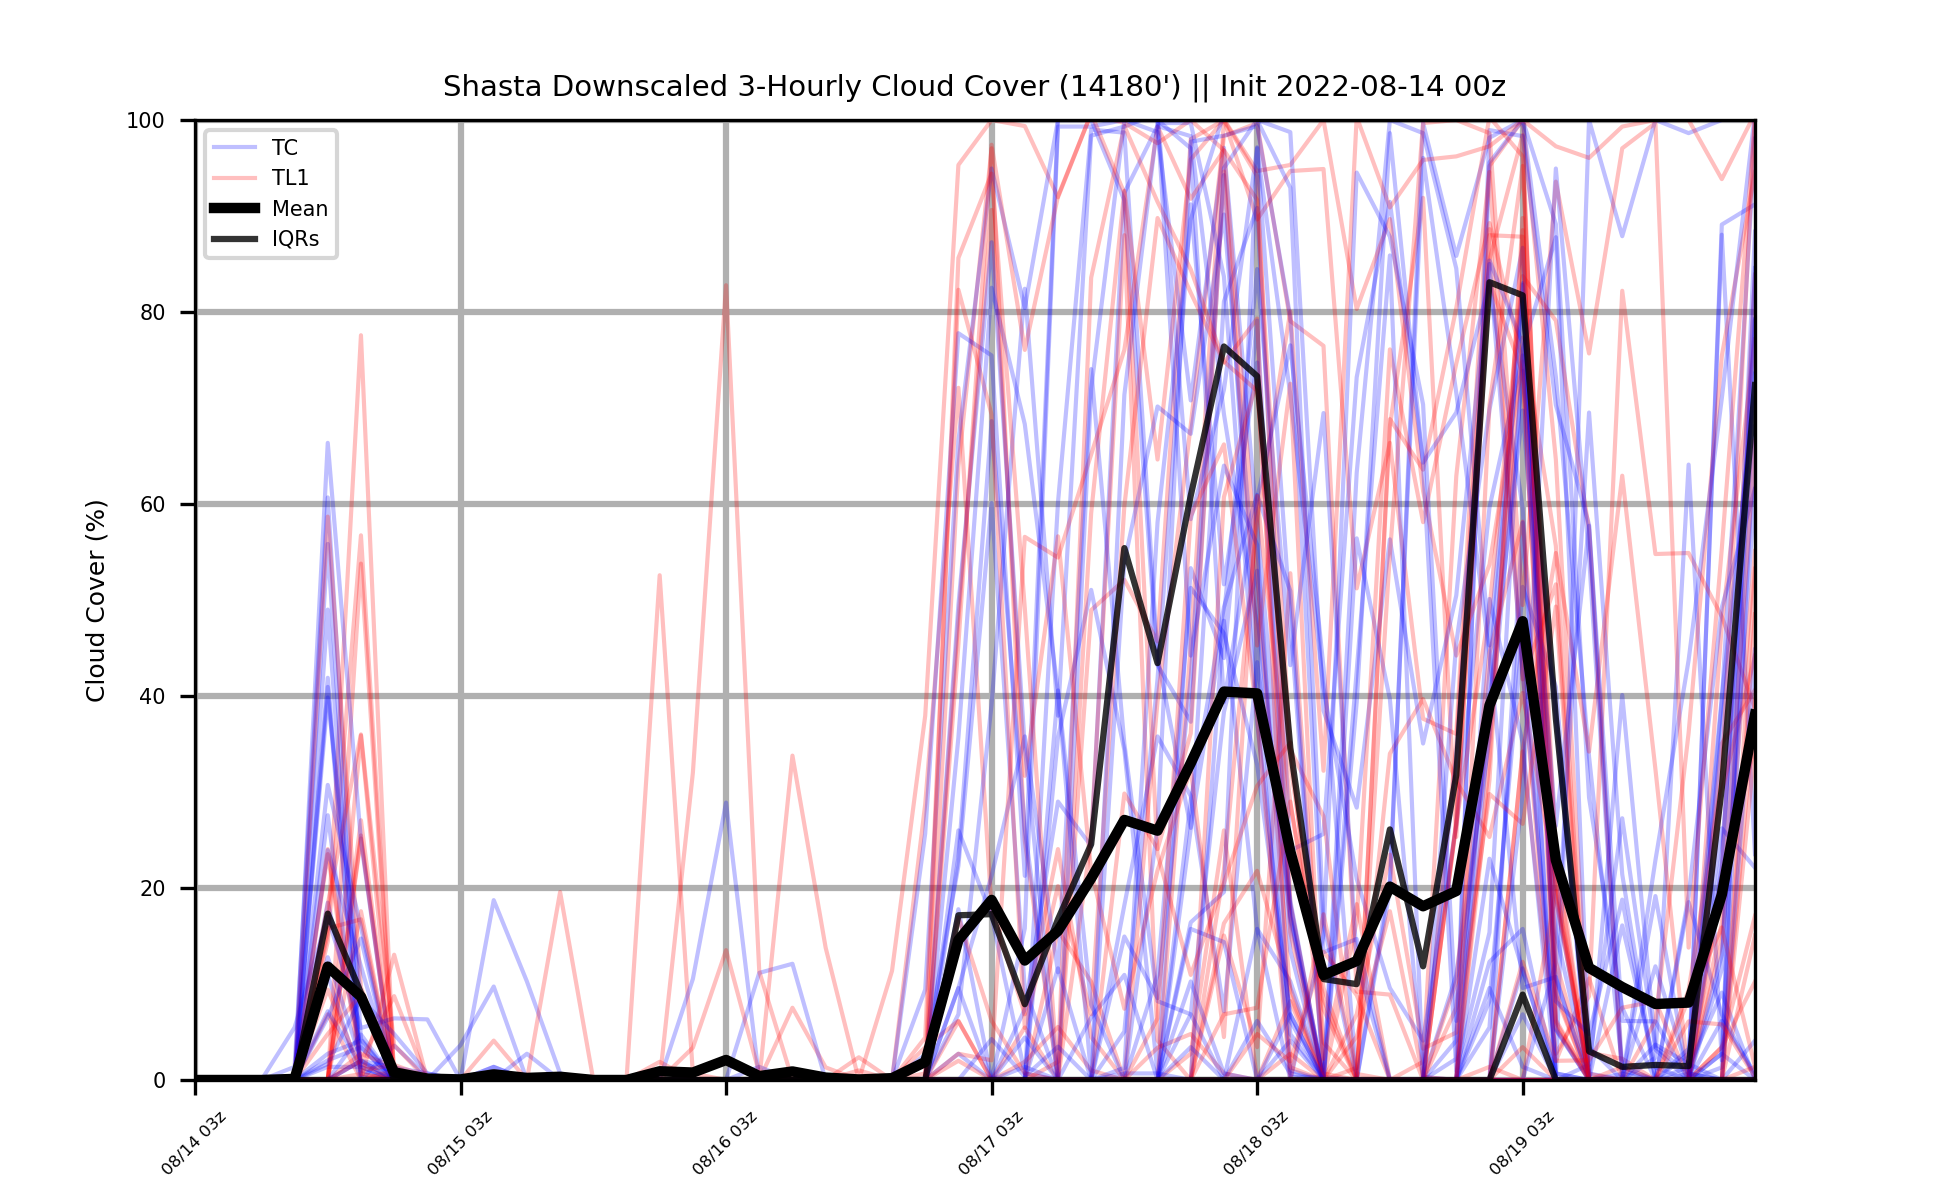 Shasta Downscaled 3-Hourly Cloud Cover (14180') || Init 2022-08-14 00z
TC
TL1
Mean
IQRs
Cloud Cover (%)
100
80
60
40
20
0
08/14 03z
08/15 03z
08/16 03z
08/17 03z
08/18 03z
08/19 03z